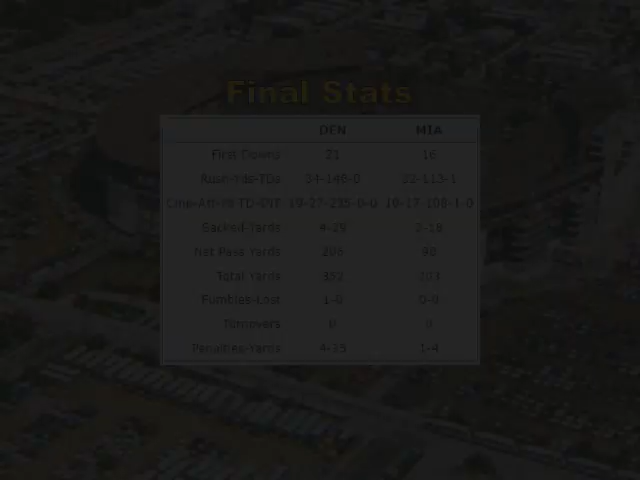 Final Stats
DEN MIA
First Downs 21 16
Rush-Yds-TDs 34-146-0 22-113-1
Cmp-Att-Yd-TD-INT 19-27-235-0-0 10-17-108-1-0
Sacked-Yards 4-29 2-18
Net Pass Yards 206 90
Total Yards 352 203
Fumbles-Lost 1-0 0-0
Turnovers 0 0
Penalties-Yards 4-35 1-4